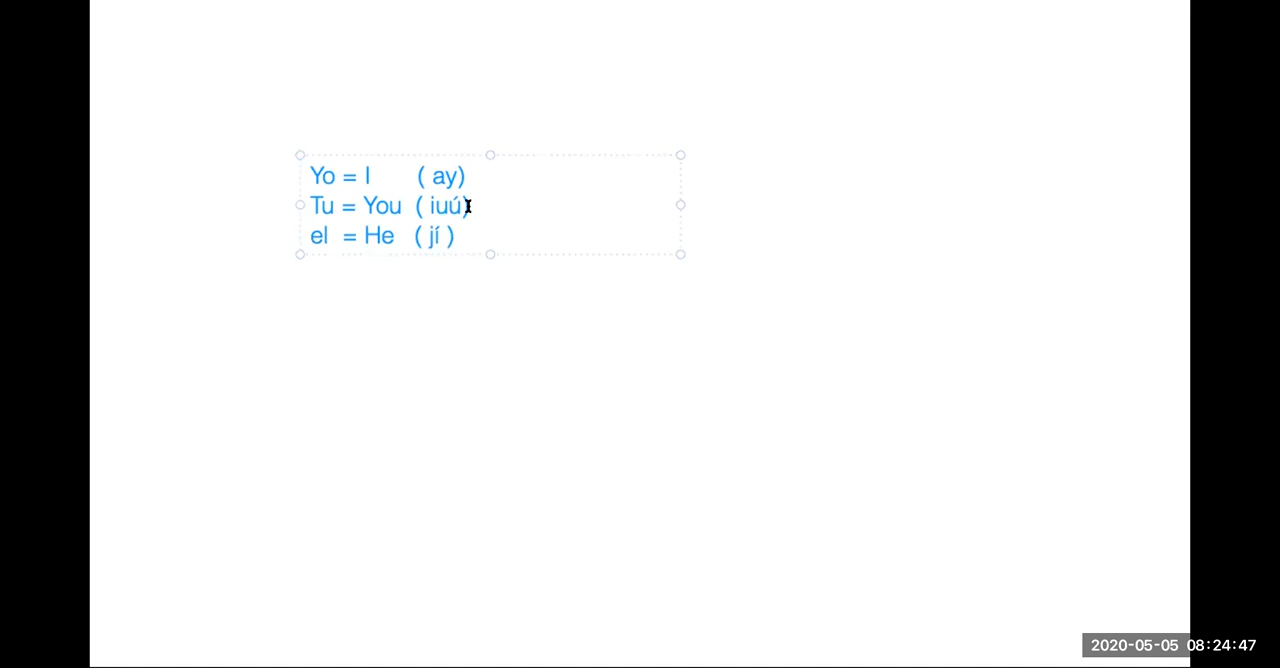 Yo = I ( ay)
Tu = You ( iuú)
el = He ( jí )
2020-05-05 08:24:47